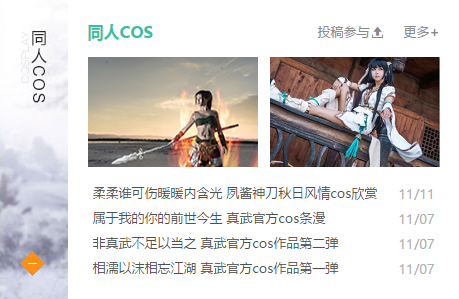 同人COS
COSPLAY
同人COS 投稿参与 更多+
柔柔谁可伤暖暖内含光 夙酱神刀秋日风情cos欣赏 11/11
属于我的你的前世今生 真武官方cos条漫 11/07
非真武不足以当之 真武官方cos作品第二弹 11/07
相濡以沫相忘江湖 真武官方cos作品第一弹 11/07